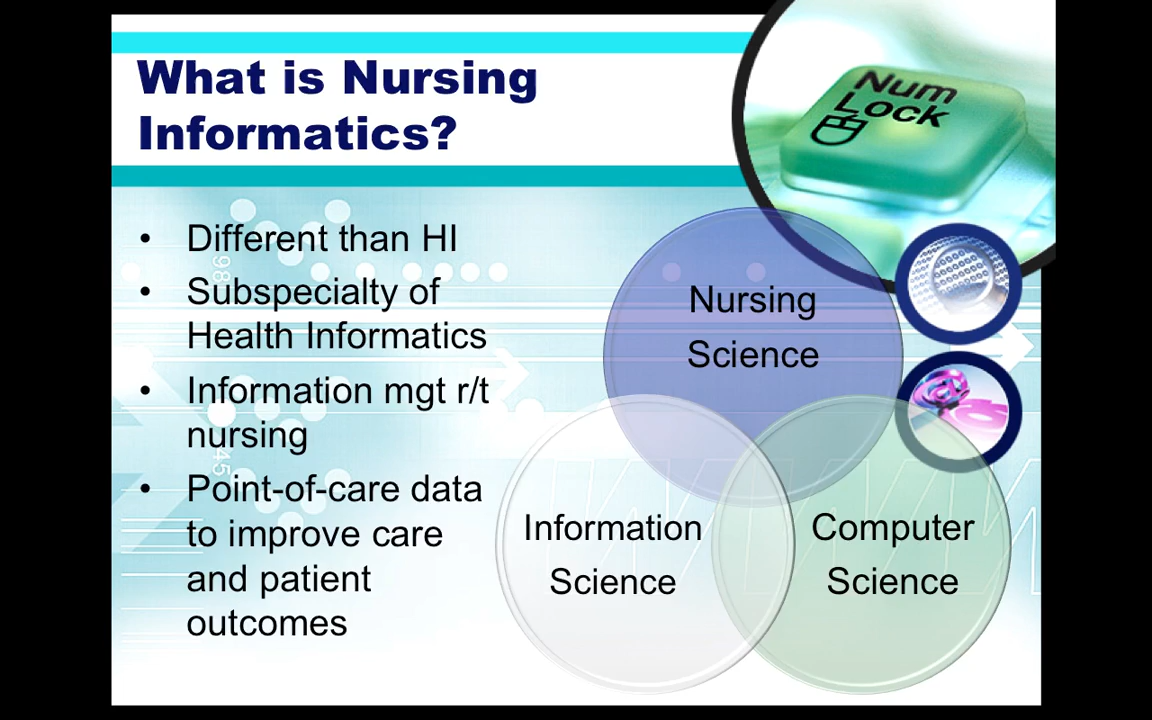 What is Nursing
Informatics?
Num
Lock
• Different than HI
• Subspecialty of
Health Informatics
• Information mgt r/t
nursing
• Point-of-care data
to improve care
and patient
outcomes
Nursing
Science
Information
Science
Computer
Science
@